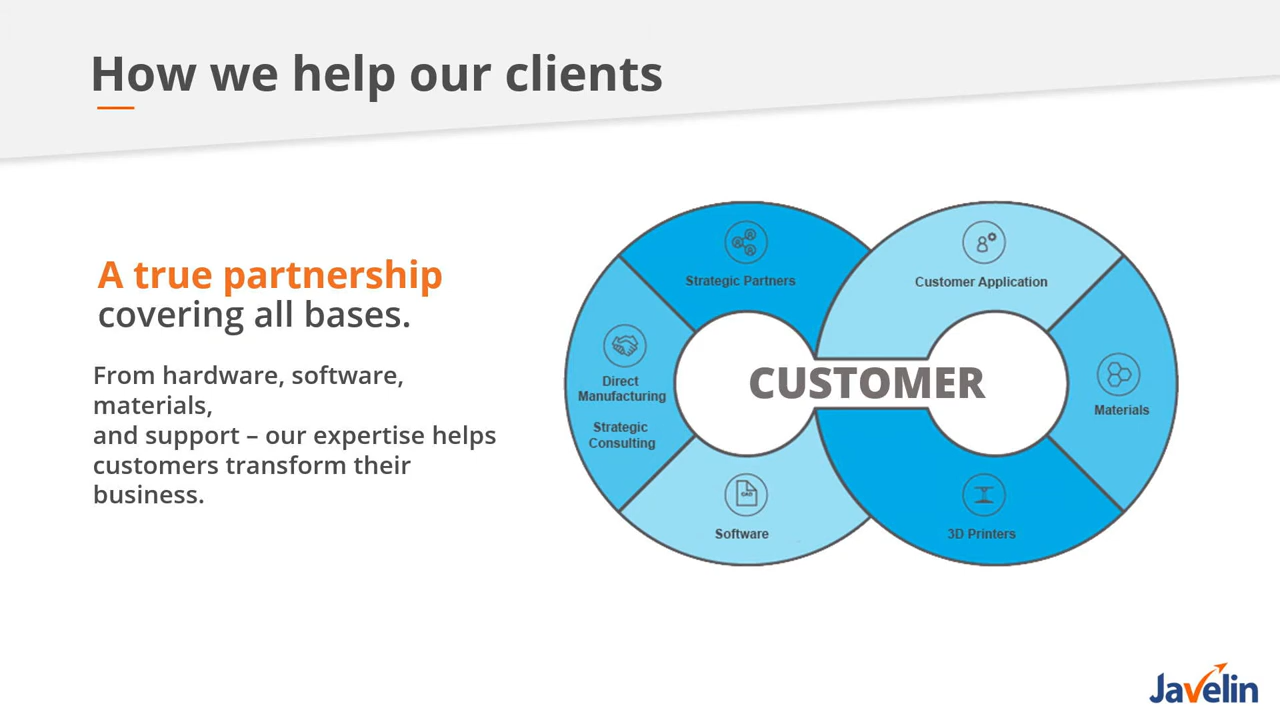 How we help our clients
A true partnership
covering all bases.
From hardware, software,
materials,
and support – our expertise helps
customers transform their
business.
Strategic Partners
Customer Application
Direct
Manufacturing
Strategic
Consulting
CUSTOMER
Materials
CAD
Software
3D Printers
Javelin